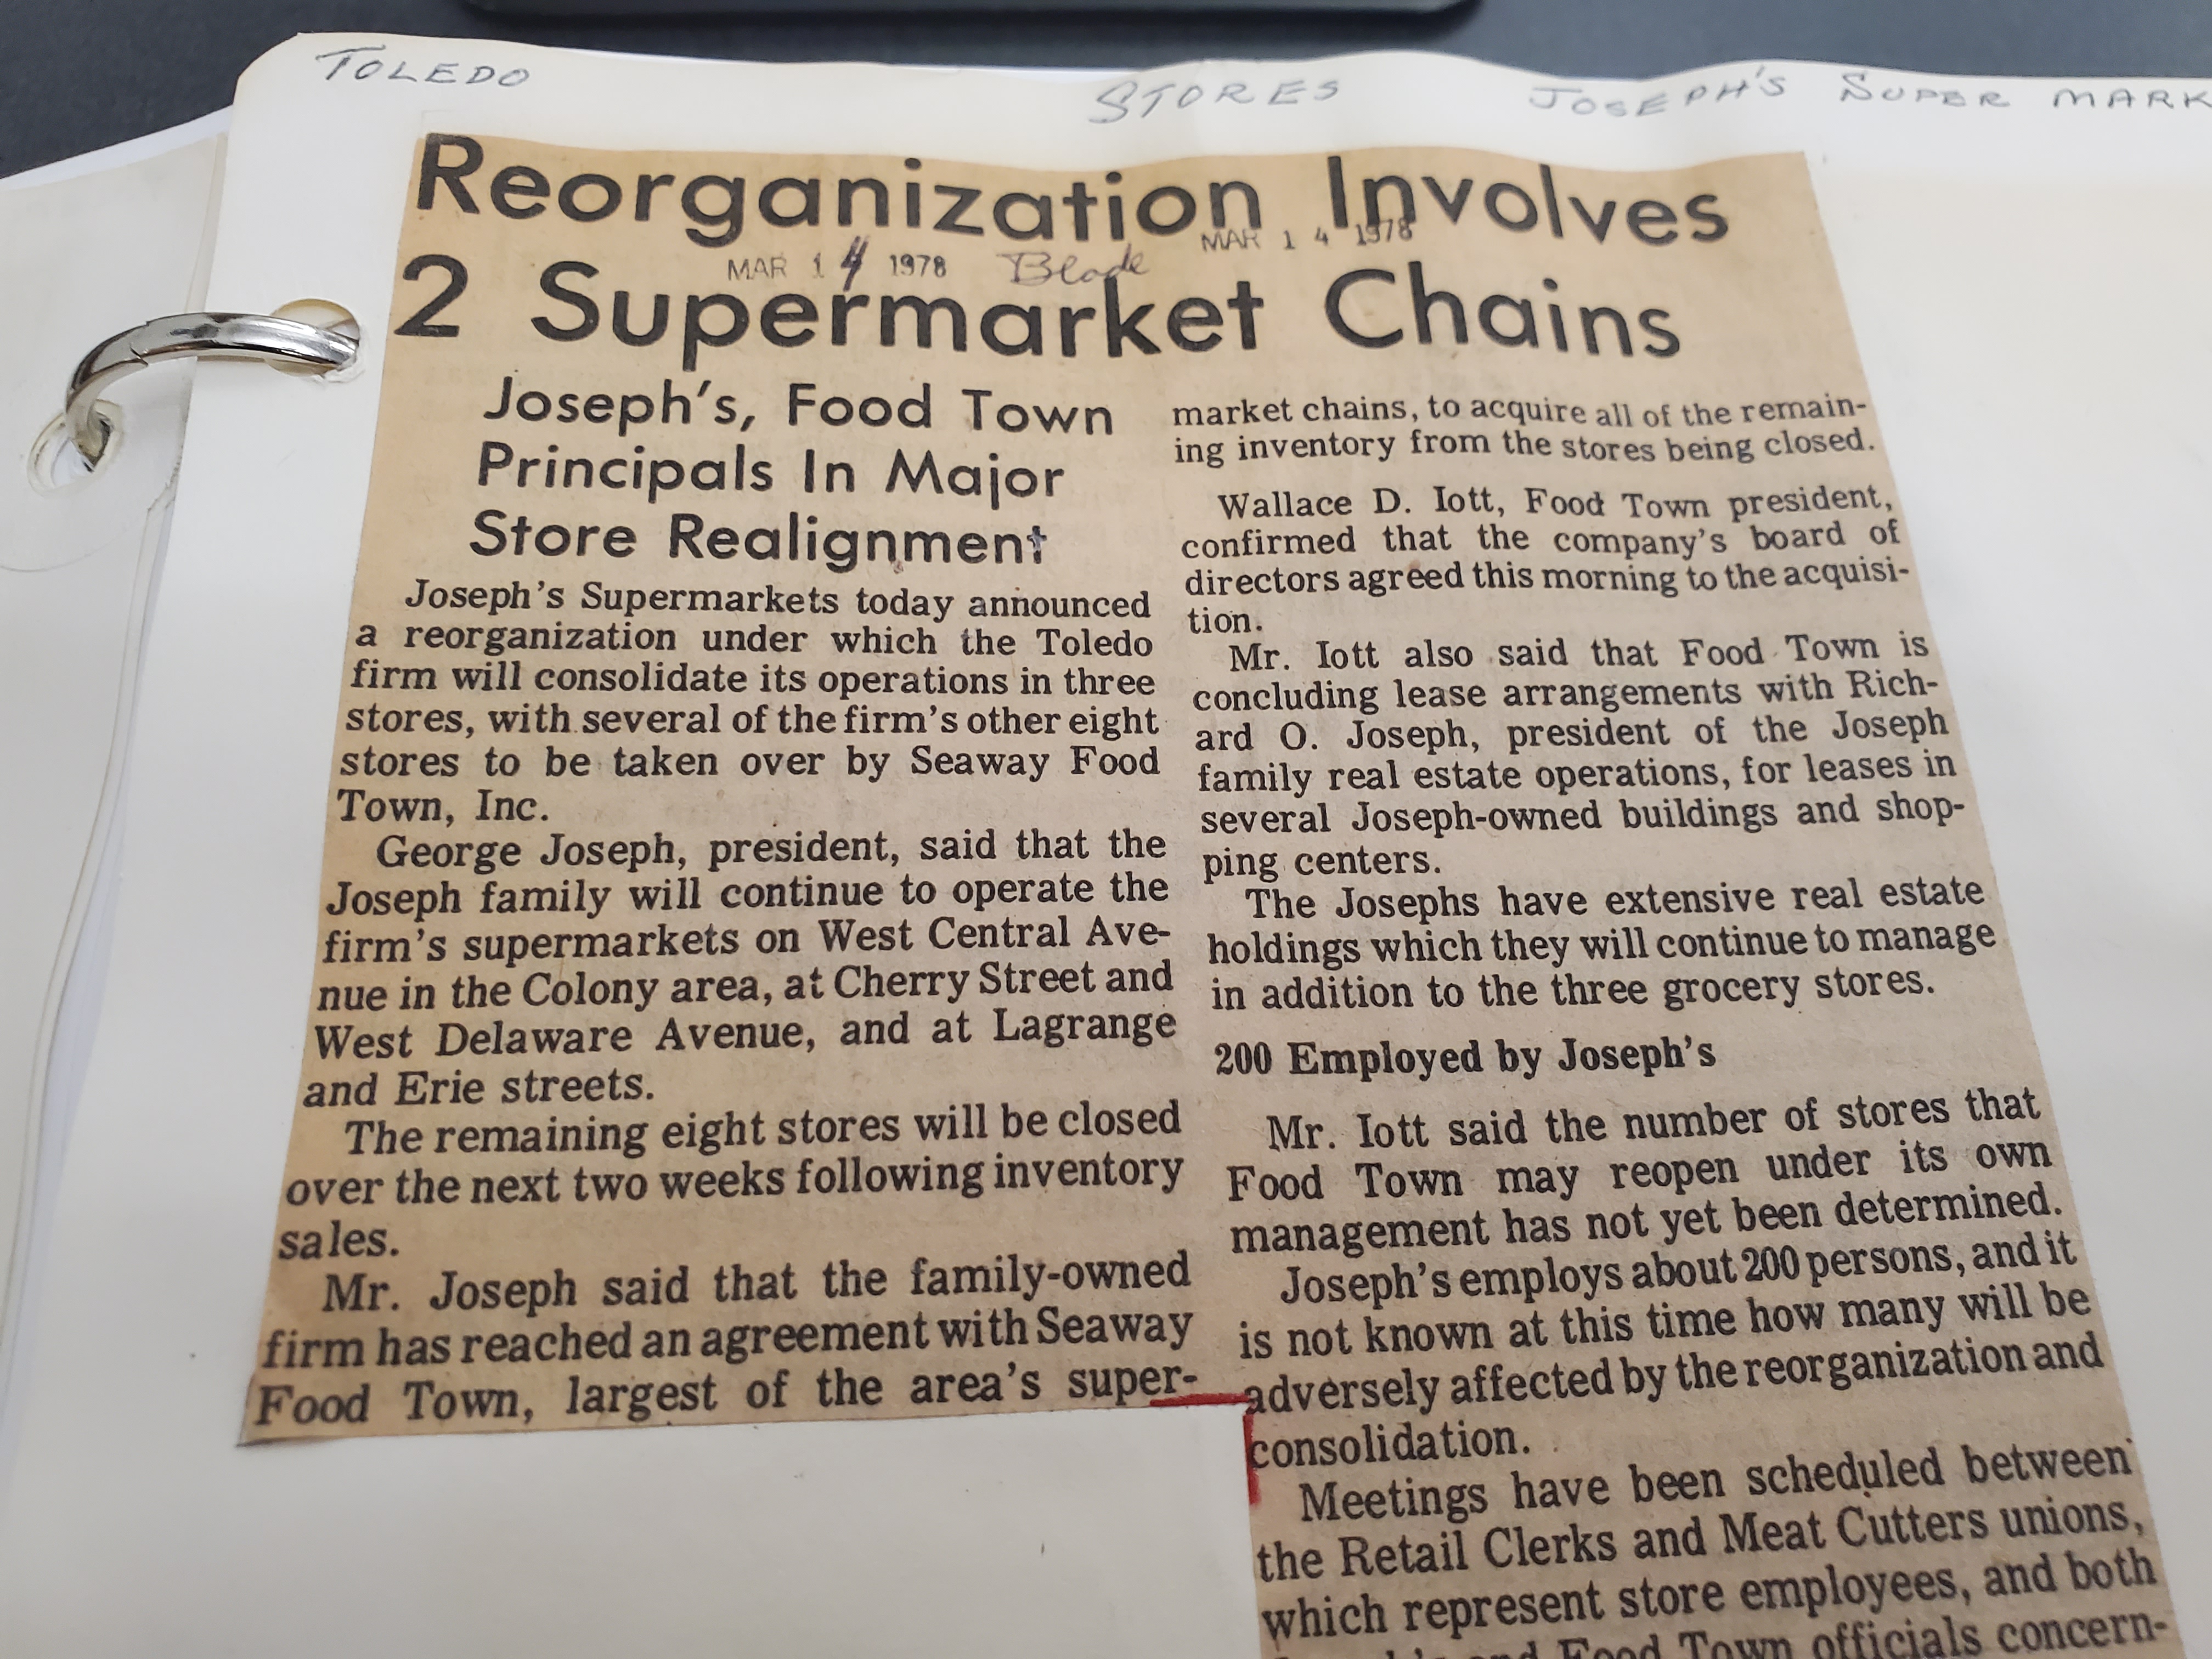 TOLEDO STORES JOSEPH'S SUPER MARK
Reorganization Involves
MAR 14 1978 Blade MAR 14 1978
2 Supermarket Chains
Joseph's, Food Town
Principals In Major
Store Realignment
Joseph's Supermarkets today announced
a reorganization under which the Toledo
firm will consolidate its operations in three
stores, with several of the firm's other eight
stores to be taken over by Seaway Food
Town, Inc.
George Joseph, president, said that the
Joseph family will continue to operate the
firm's supermarkets on West Central Ave-
nue in the Colony area, at Cherry Street and
West Delaware Avenue, and at Lagrange
and Erie streets.
The remaining eight stores will be closed
over the next two weeks following inventory
sales.
Mr. Joseph said that the family-owned
firm has reached an agreement with Seaway
Food Town, largest of the area's super-
market chains, to acquire all of the remain-
ing inventory from the stores being closed.
Wallace D. Iott, Food Town president,
confirmed that the company's board of
directors agreed this morning to the acquisi-
tion.
Mr. Iott also said that Food Town is
concluding lease arrangements with Rich-
ard O. Joseph, president of the Joseph
family real estate operations, for leases in
several Joseph-owned buildings and shop-
ping centers.
The Josephs have extensive real estate
holdings which they will continue to manage
in addition to the three grocery stores.
200 Employed by Joseph's
Mr. Iott said the number of stores that
Food Town may reopen under its own
management has not yet been determined.
Joseph's employs about 200 persons, and it
is not known at this time how many will be
adversely affected by the reorganization and
consolidation.
Meetings have been scheduled between
the Retail Clerks and Meat Cutters unions,
which represent store employees, and both
and Food Town officials concern-